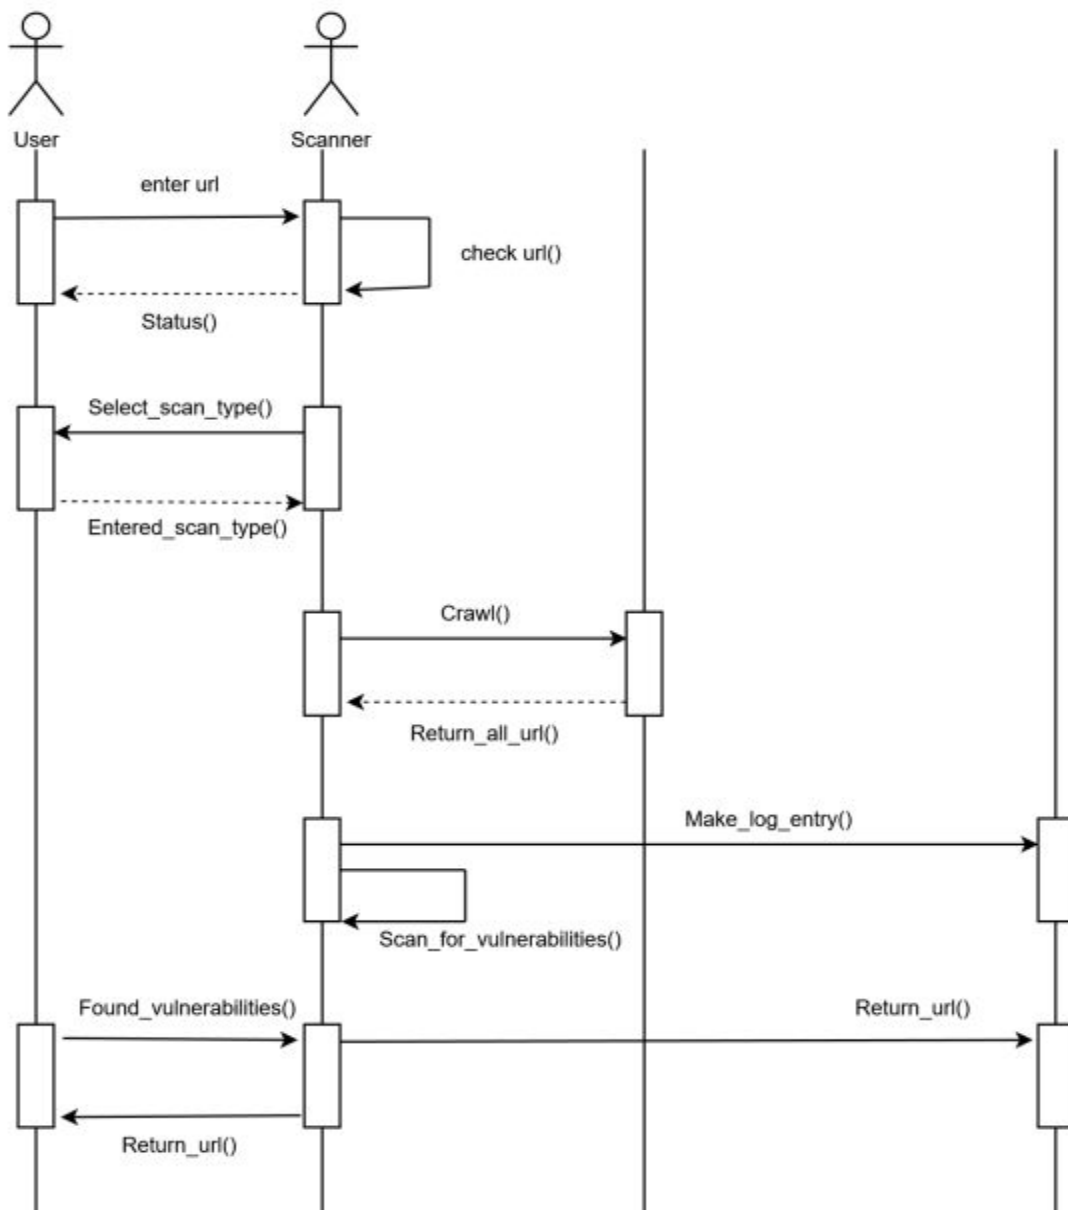 User
Scanner
enter url
check url()
Status()
Select_scan_type()
Entered_scan_type()
Crawl()
Return_all_url()
Make_log_entry()
Scan_for_vulnerabilities()
Found_vulnerabilities()
Return_url()
Return_url()